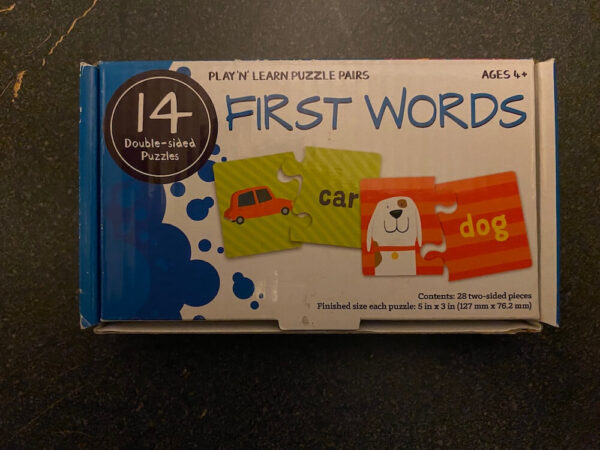 PLAY 'N' LEARN PUZZLE PAIRS
AGES 4+
14
Double-sided
Puzzles
FIRST WORDS
car
dog
Contents: 28 two-sided pieces
Finished size each puzzle: 5 in x 3 in (127 mm x 76.2 mm)